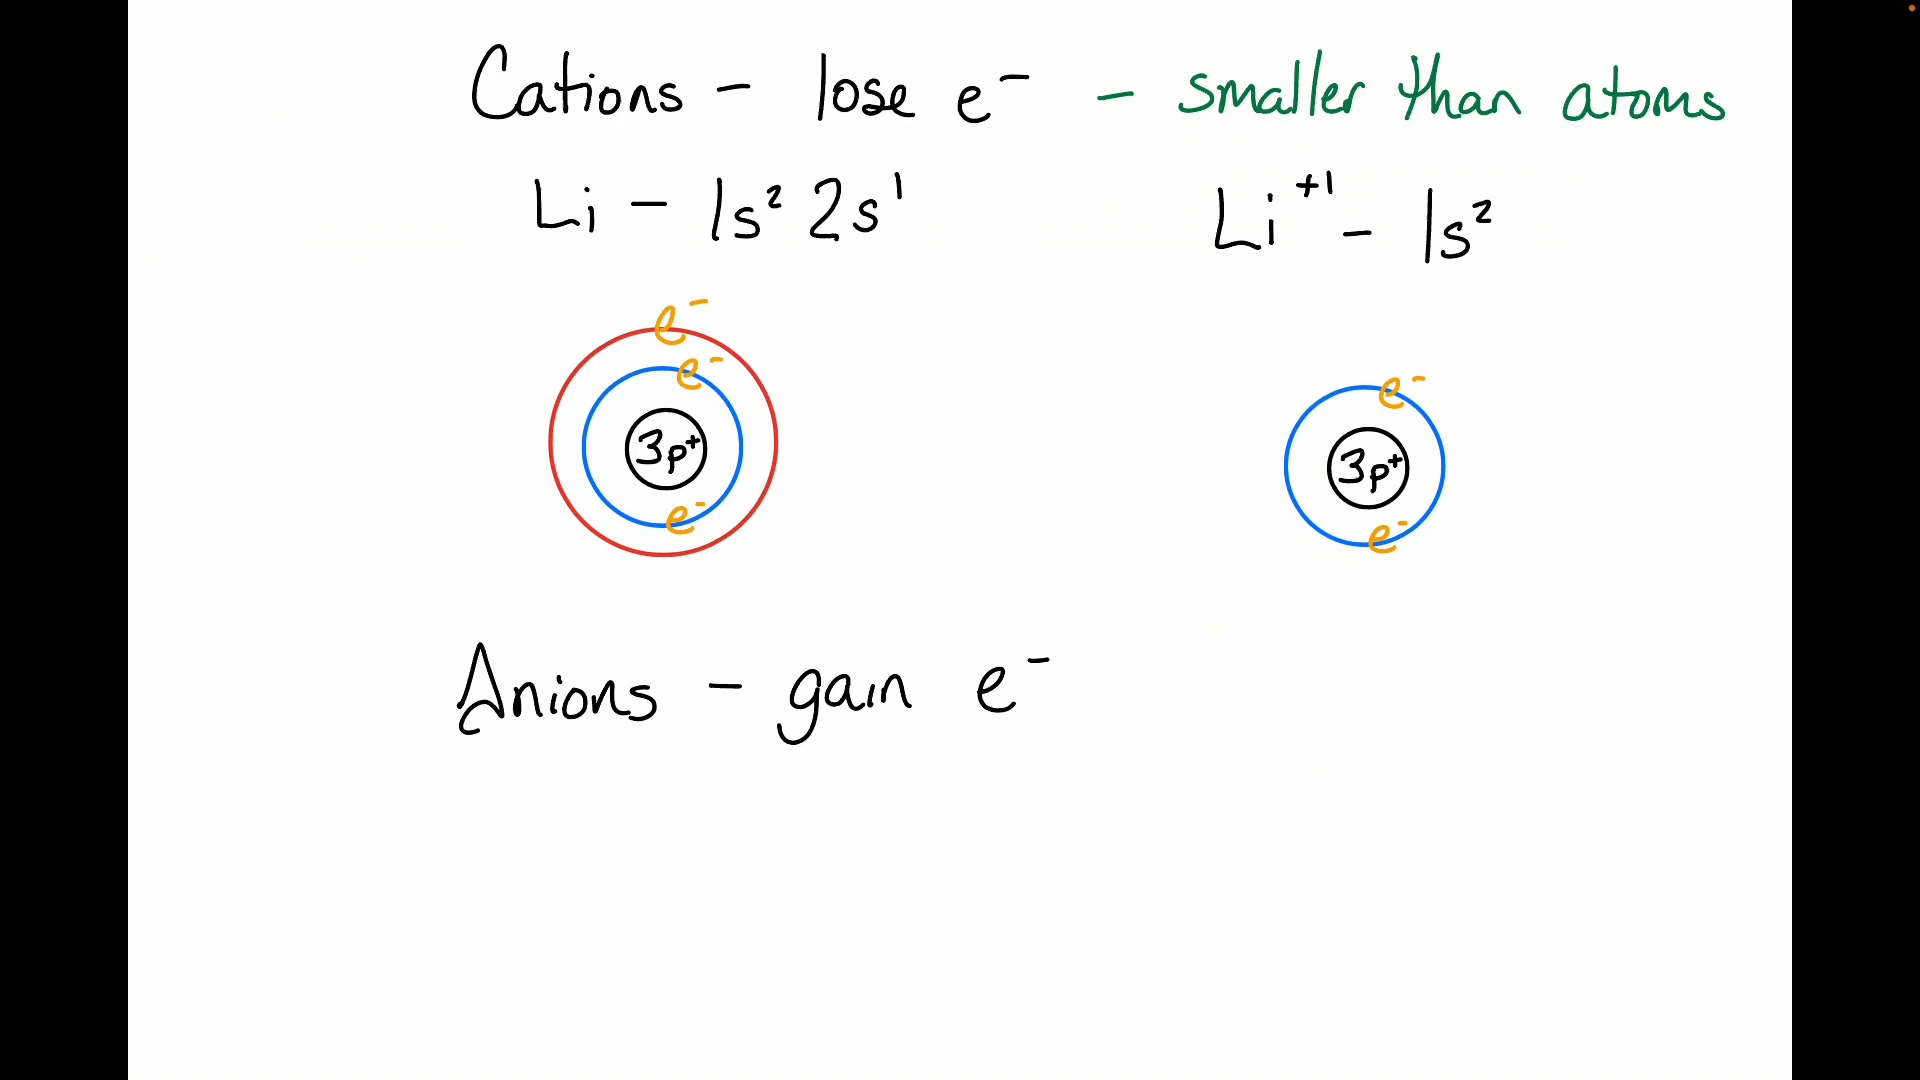 Cations - lose e⁻ - smaller than atoms
Li - 1s² 2s¹
Li⁺¹ - 1s²
e⁻
e⁻
3p⁺
e⁻
e⁻
3p⁺
e⁻
Anions - gain e⁻